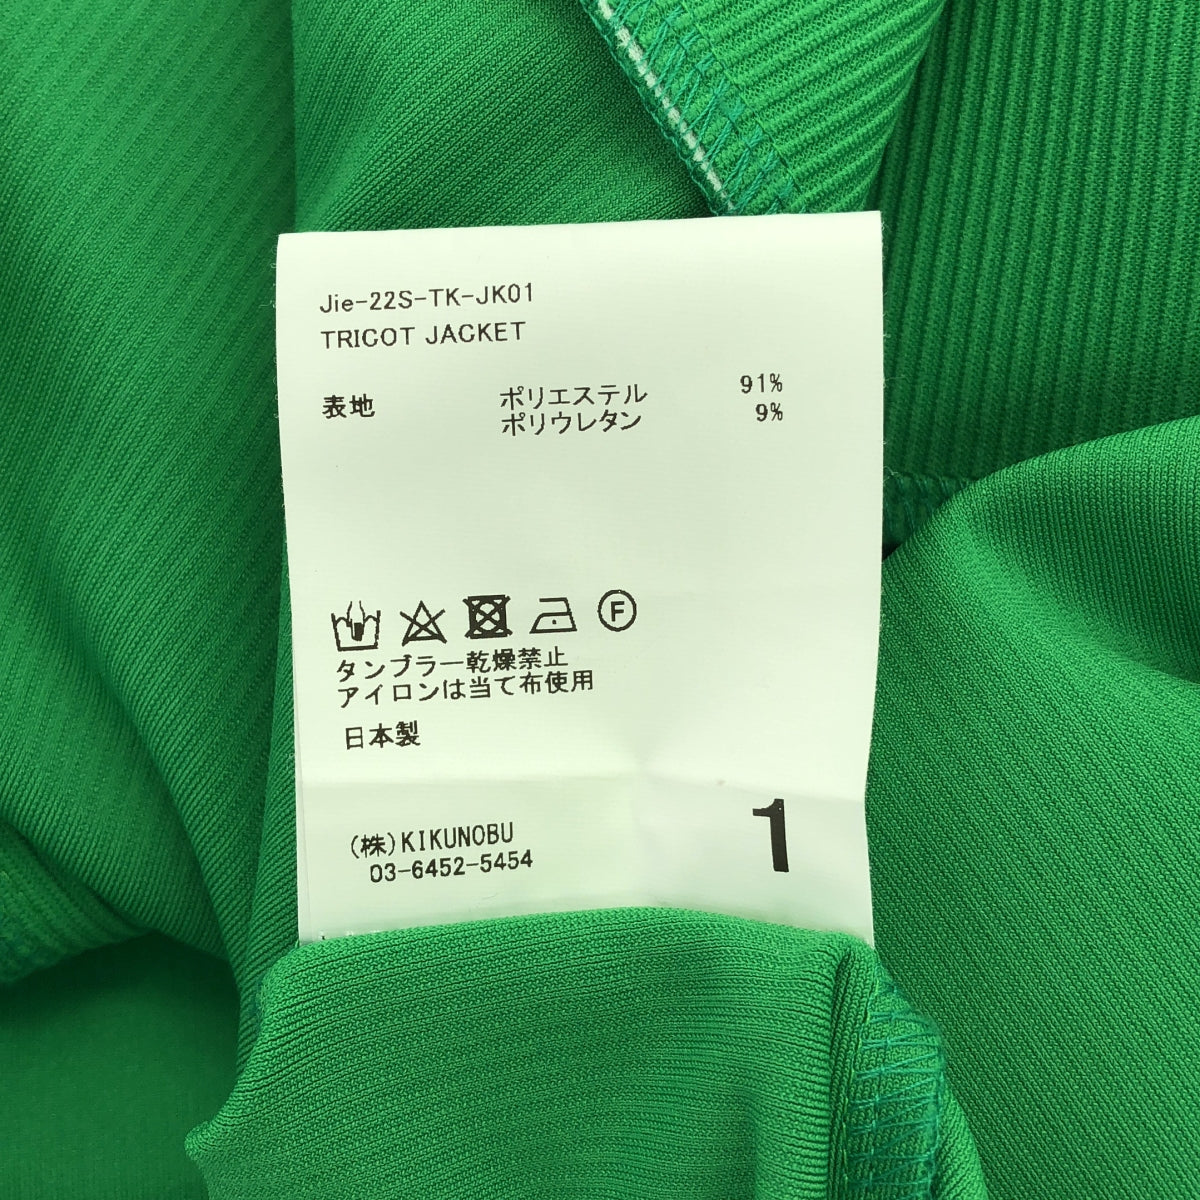 Jie-22S-TK-JK01
TRICOT JACKET
表地 ポリエステル 91%
ポリウレタン 9%
F
タンブラー乾燥禁止
アイロンは当て布使用
日本製
(株)KIKUNOBU
03-6452-5454
1